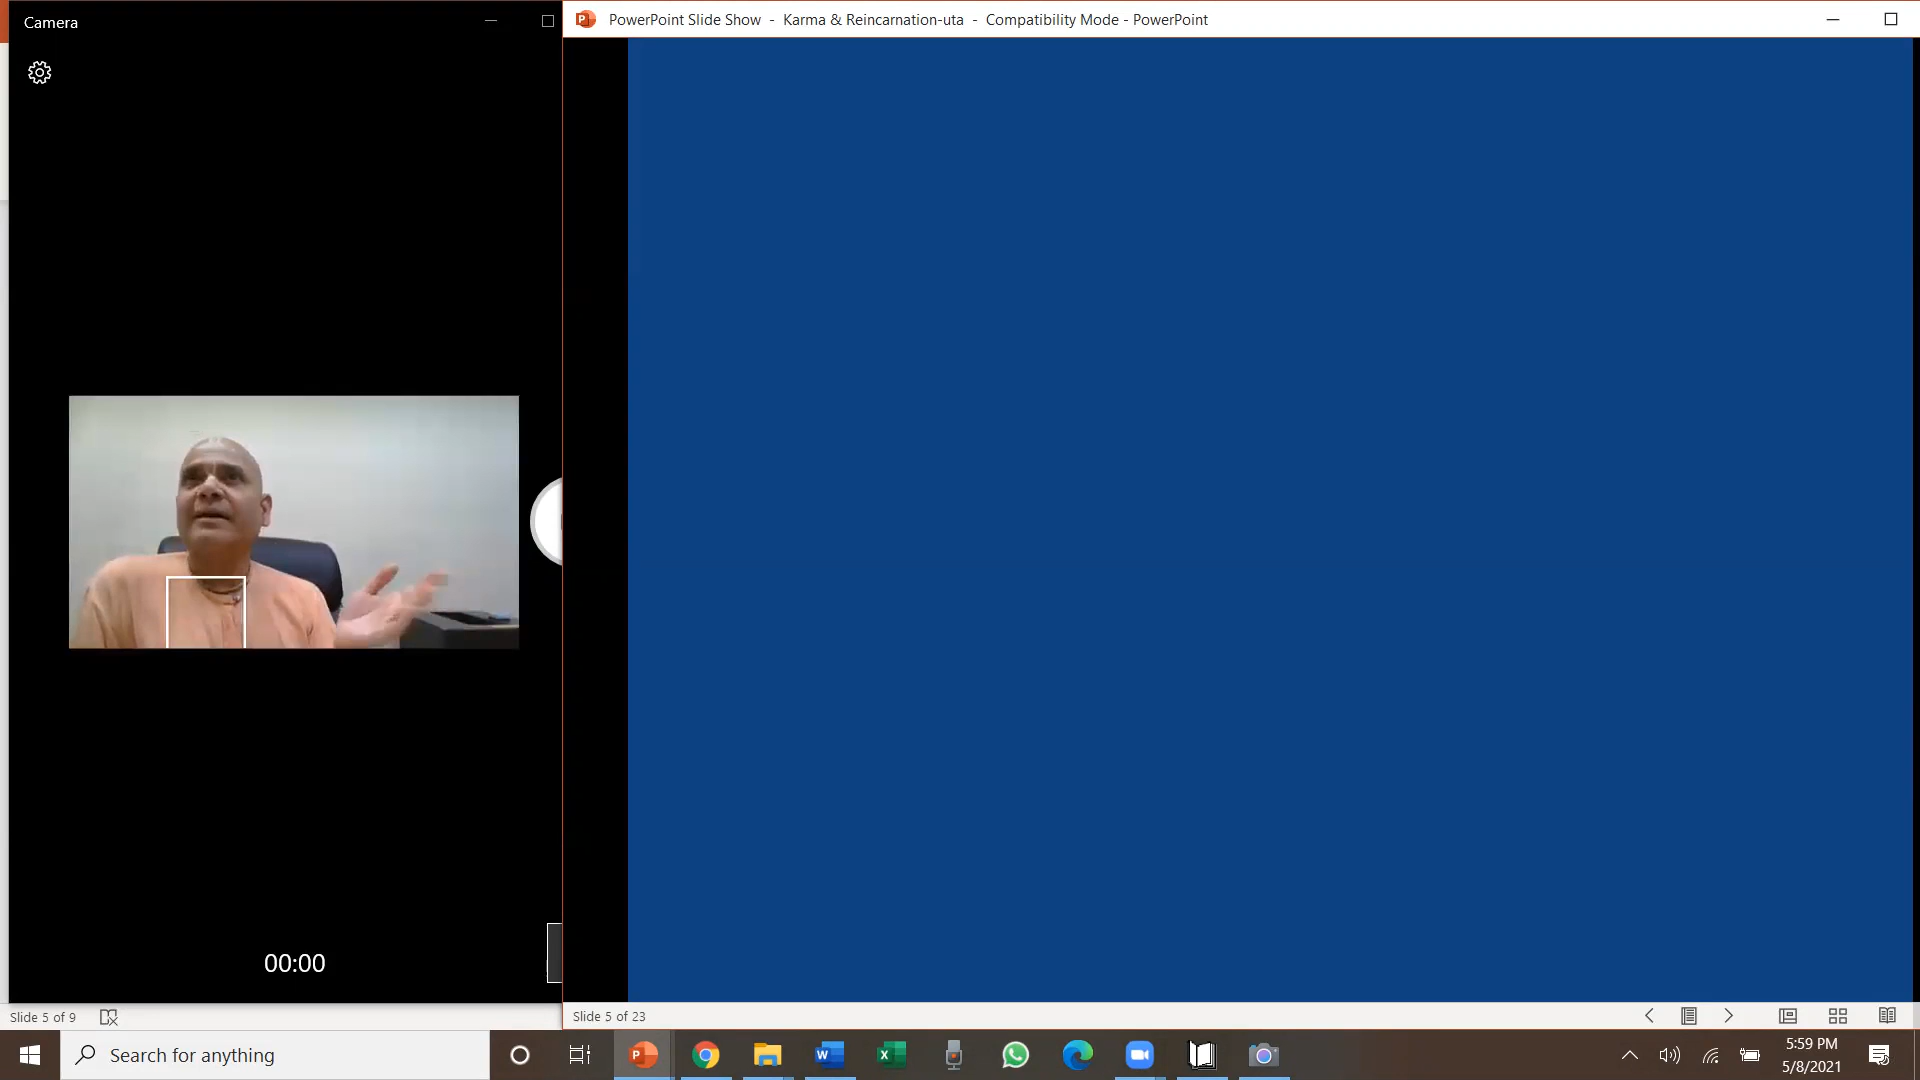 Camera
PowerPoint Slide Show - Karma & Reincarnation-uta - Compatibility Mode - PowerPoint
00:00
Slide 5 of 9
Slide 5 of 23
Search for anything
5:59 PM
5/8/2021